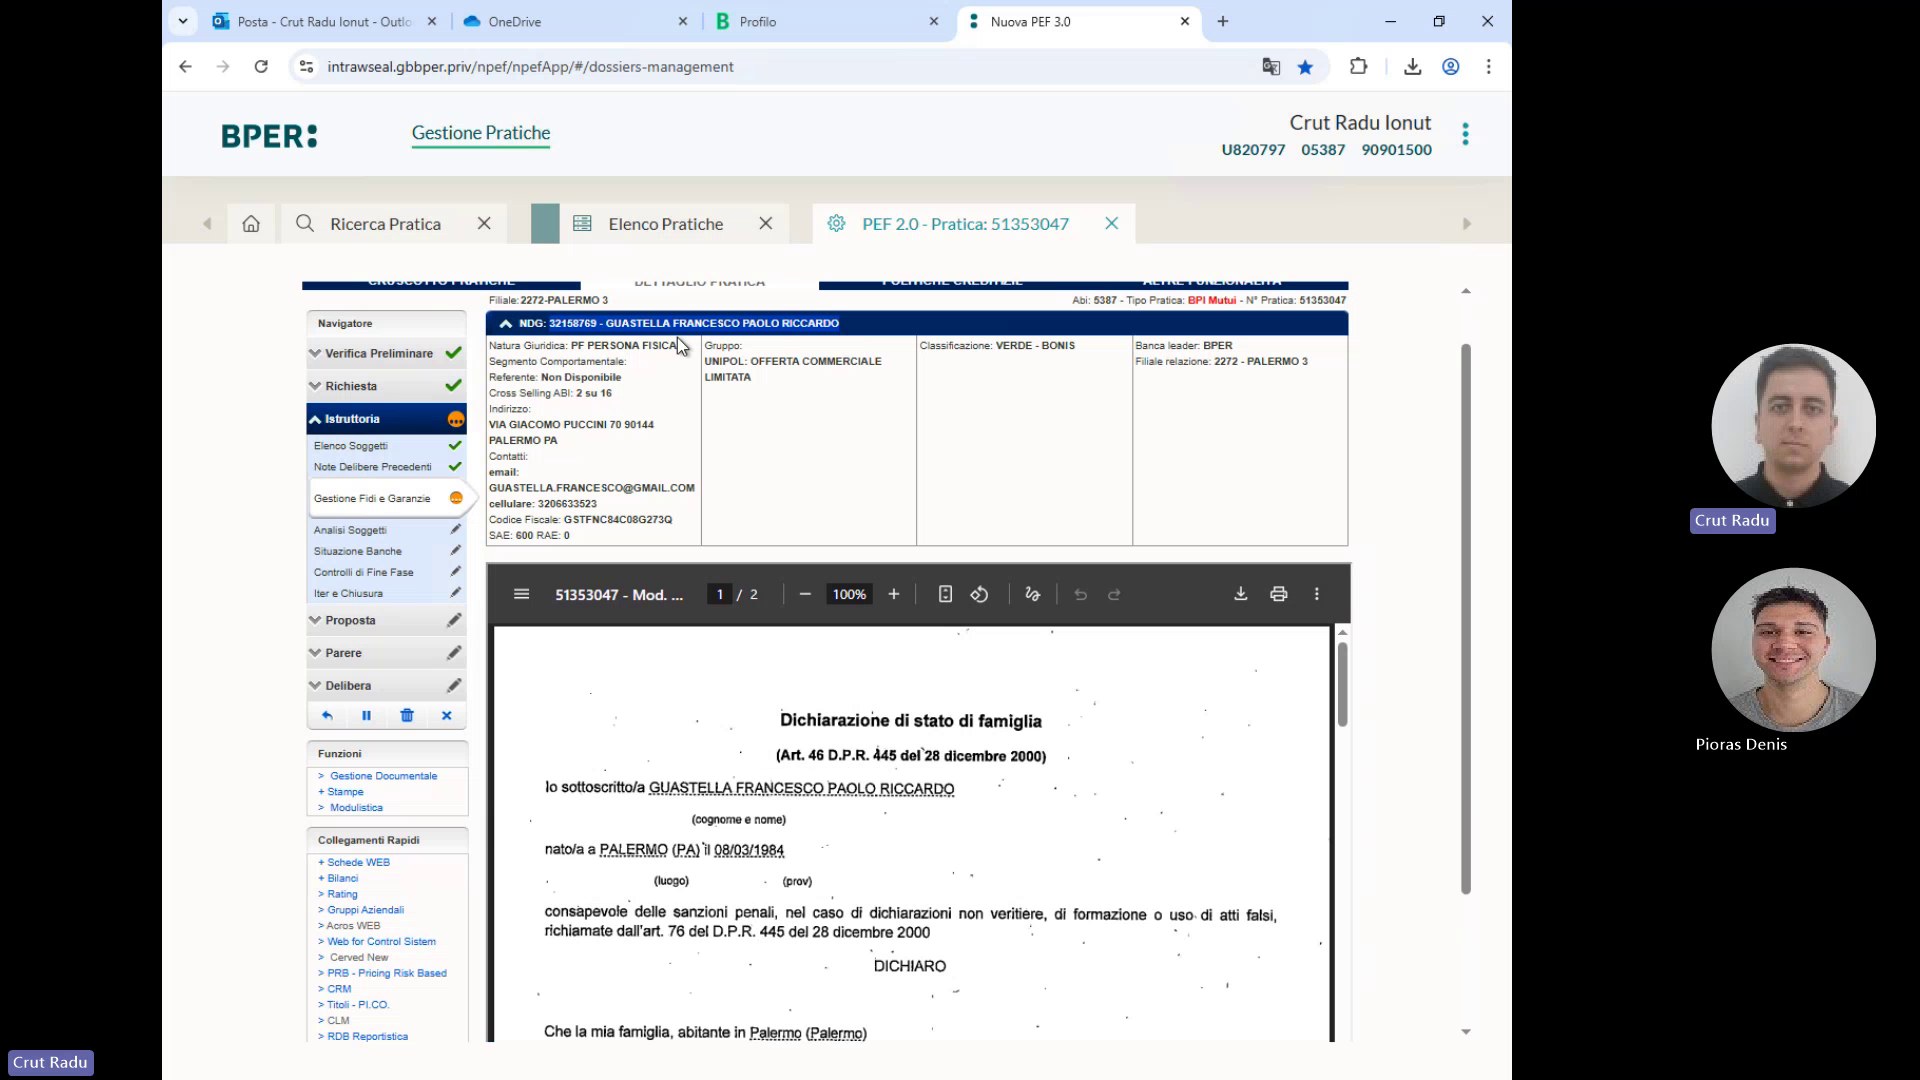 Posta - Crut Radu Ionut - Outlo
OneDrive
Profilo
Nuova PEF 3.0
intrawseal.gbbper.priv/npef/npefApp/#/dossiers-management
BPER:
Gestione Pratiche
Crut Radu Ionut
U820797 05387 90901500
Ricerca Pratica
Elenco Pratiche
PEF 2.0 - Pratica: 51353047
CRUSCOTTO PRATICHE
DETTAGLIO PRATICA
POLITICHE CREDITIZIE
ALTRE FUNZIONALITA
Filiale: 2272-PALERMO 3
Abi: 5387 - Tipo Pratica: BPI Mutui - N° Pratica: 51353047
NDG: 32158769 - GUASTELLA FRANCESCO PAOLO RICCARDO
Natura Giuridica: PF PERSONA FISICA
Segmento Comportamentale:
Referente: Non Disponibile
Cross Selling ABI: 2 su 16
Indirizzo:
VIA GIACOMO PUCCINI 70 90144
PALERMO PA
Contatti:
email:
GUASTELLA.FRANCESCO@GMAIL.COM
cellulare: 3206633523
Codice Fiscale: GSTFNC84C08G273Q
SAE: 600 RAE: 0
Gruppo:
UNIPOL: OFFERTA COMMERCIALE
LIMITATA
Classificazione: VERDE - BONIS
Banca leader: BPER
Filiale relazione: 2272 - PALERMO 3
Navigatore
Verifica Preliminare
Richiesta
Istruttoria
Elenco Soggetti
Note Delibere Precedenti
Gestione Fidi e Garanzie
Analisi Soggetti
Situazione Banche
Controlli di Fine Fase
Iter e Chiusura
Proposta
Parere
Delibera
Funzioni
> Gestione Documentale
+ Stampe
> Modulistica
Collegamenti Rapidi
+ Schede WEB
+ Bilanci
> Rating
> Gruppi Aziendali
> Acros WEB
> Web for Control Sistem
> Cerved New
> PRB - Pricing Risk Based
> CRM
> Titoli - PI.CO.
> CLM
> RDB Reportistica
51353047 - Mod. ...
1 / 2
100%
Dichiarazione di stato di famiglia
(Art. 46 D.P.R. 445 del 28 dicembre 2000)
Io sottoscritto/a GUASTELLA FRANCESCO PAOLO RICCARDO
(cognome e nome)
nato/a a PALERMO (PA) il 08/03/1984
(luogo) (prov)
consapevole delle sanzioni penali, nel caso di dichiarazioni non veritiere, di formazione o uso di atti falsi,
richiamate dall'art. 76 del D.P.R. 445 del 28 dicembre 2000
DICHIARO
Che la mia famiglia, abitante in Palermo (Palermo)
Crut Radu
Pioras Denis
Crut Radu